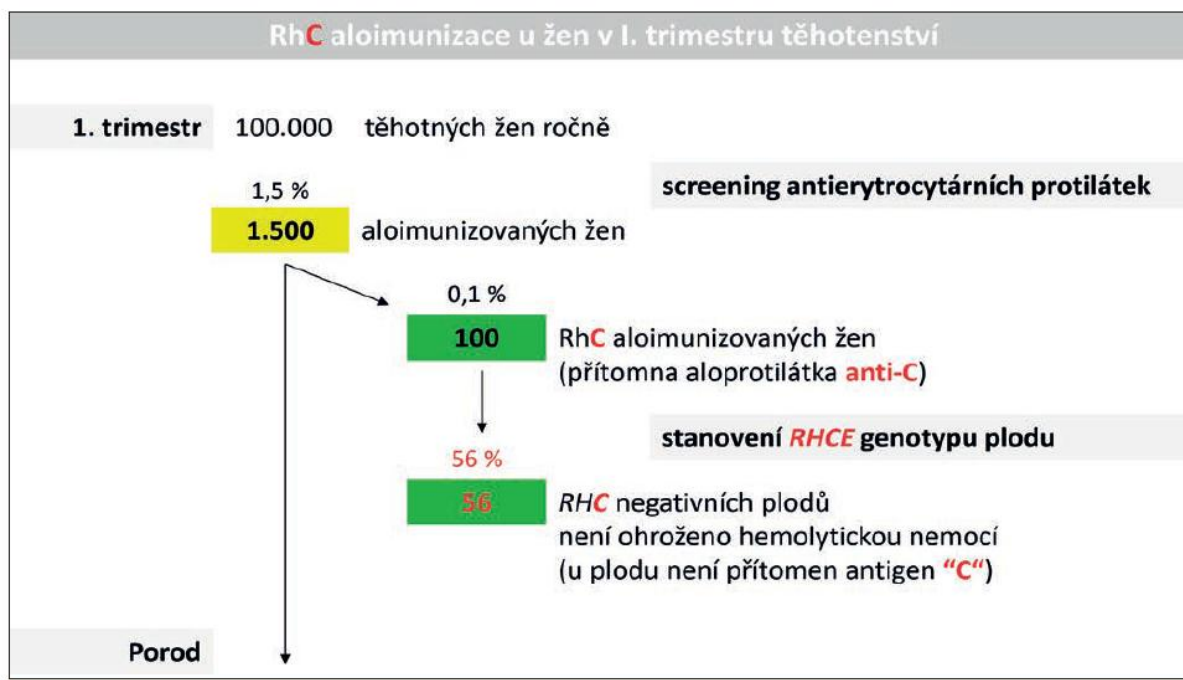 RhC aloimunizace u žen v I. trimestru těhotenství
1. trimestr 100.000 těhotných žen ročně
1,5 %
screening antierytrocytárních protilátek
1.500 aloimunizovaných žen
0,1 %
100 RhC aloimunizovaných žen
(přítomna aloprotilátka anti-C)
stanovení RHCE genotypu plodu
56 %
56 RHC negativních plodů
není ohroženo hemolytickou nemocí
(u plodu není přítomen antigen “C“)
Porod